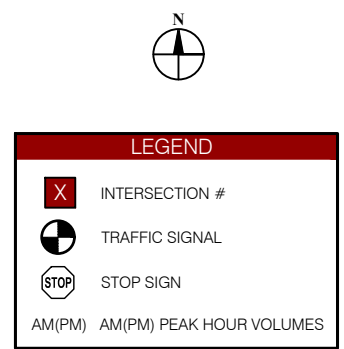 N
LEGEND
X INTERSECTION #
TRAFFIC SIGNAL
STOP STOP SIGN
AM(PM) AM(PM) PEAK HOUR VOLUMES